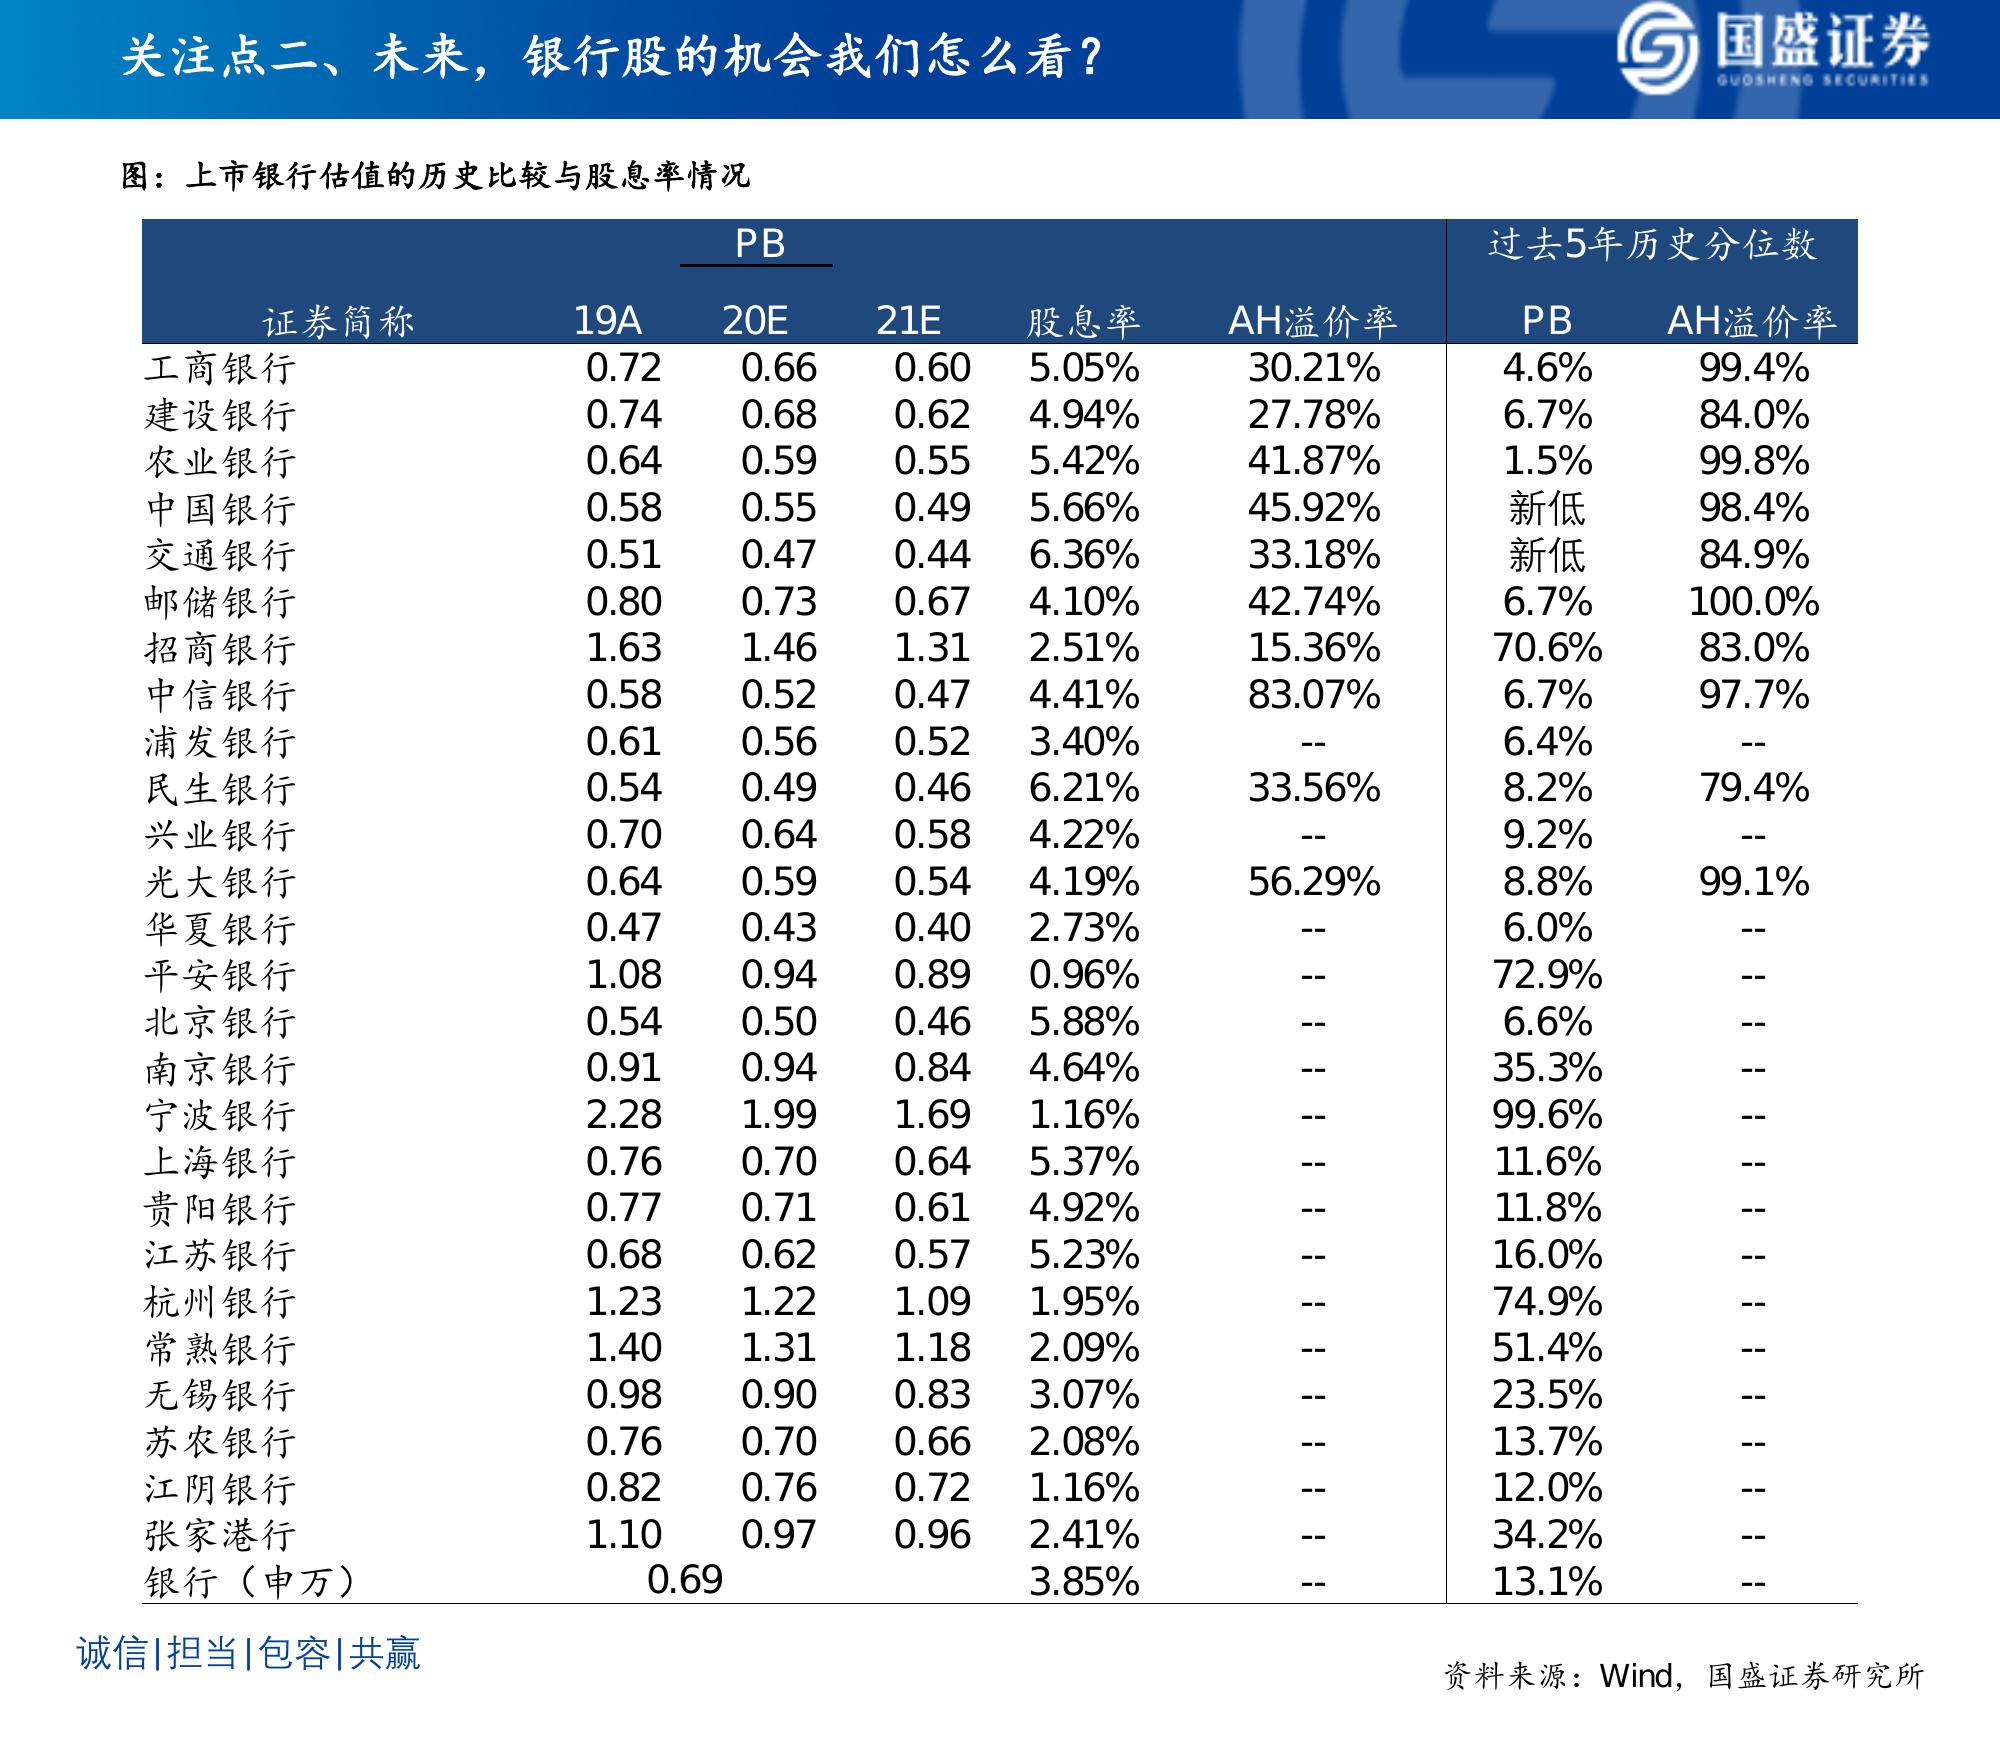 关注点二、未来，银行股的机会我们怎么看？
国盛证券
GUOSHENG SECURITIES
图：上市银行估值的历史比较与股息率情况
PB 过去5年历史分位数
证券简称 19A 20E 21E 股息率 AH溢价率 PB AH溢价率
工商银行 0.72 0.66 0.60 5.05% 30.21% 4.6% 99.4%
建设银行 0.74 0.68 0.62 4.94% 27.78% 6.7% 84.0%
农业银行 0.64 0.59 0.55 5.42% 41.87% 1.5% 99.8%
中国银行 0.58 0.55 0.49 5.66% 45.92% 新低 98.4%
交通银行 0.51 0.47 0.44 6.36% 33.18% 新低 84.9%
邮储银行 0.80 0.73 0.67 4.10% 42.74% 6.7% 100.0%
招商银行 1.63 1.46 1.31 2.51% 15.36% 70.6% 83.0%
中信银行 0.58 0.52 0.47 4.41% 83.07% 6.7% 97.7%
浦发银行 0.61 0.56 0.52 3.40% -- 6.4% --
民生银行 0.54 0.49 0.46 6.21% 33.56% 8.2% 79.4%
兴业银行 0.70 0.64 0.58 4.22% -- 9.2% --
光大银行 0.64 0.59 0.54 4.19% 56.29% 8.8% 99.1%
华夏银行 0.47 0.43 0.40 2.73% -- 6.0% --
平安银行 1.08 0.94 0.89 0.96% -- 72.9% --
北京银行 0.54 0.50 0.46 5.88% -- 6.6% --
南京银行 0.91 0.94 0.84 4.64% -- 35.3% --
宁波银行 2.28 1.99 1.69 1.16% -- 99.6% --
上海银行 0.76 0.70 0.64 5.37% -- 11.6% --
贵阳银行 0.77 0.71 0.61 4.92% -- 11.8% --
江苏银行 0.68 0.62 0.57 5.23% -- 16.0% --
杭州银行 1.23 1.22 1.09 1.95% -- 74.9% --
常熟银行 1.40 1.31 1.18 2.09% -- 51.4% --
无锡银行 0.98 0.90 0.83 3.07% -- 23.5% --
苏农银行 0.76 0.70 0.66 2.08% -- 13.7% --
江阴银行 0.82 0.76 0.72 1.16% -- 12.0% --
张家港行 1.10 0.97 0.96 2.41% -- 34.2% --
银行（申万） 0.69 3.85% -- 13.1% --
诚信|担当|包容|共赢
资料来源：Wind，国盛证券研究所